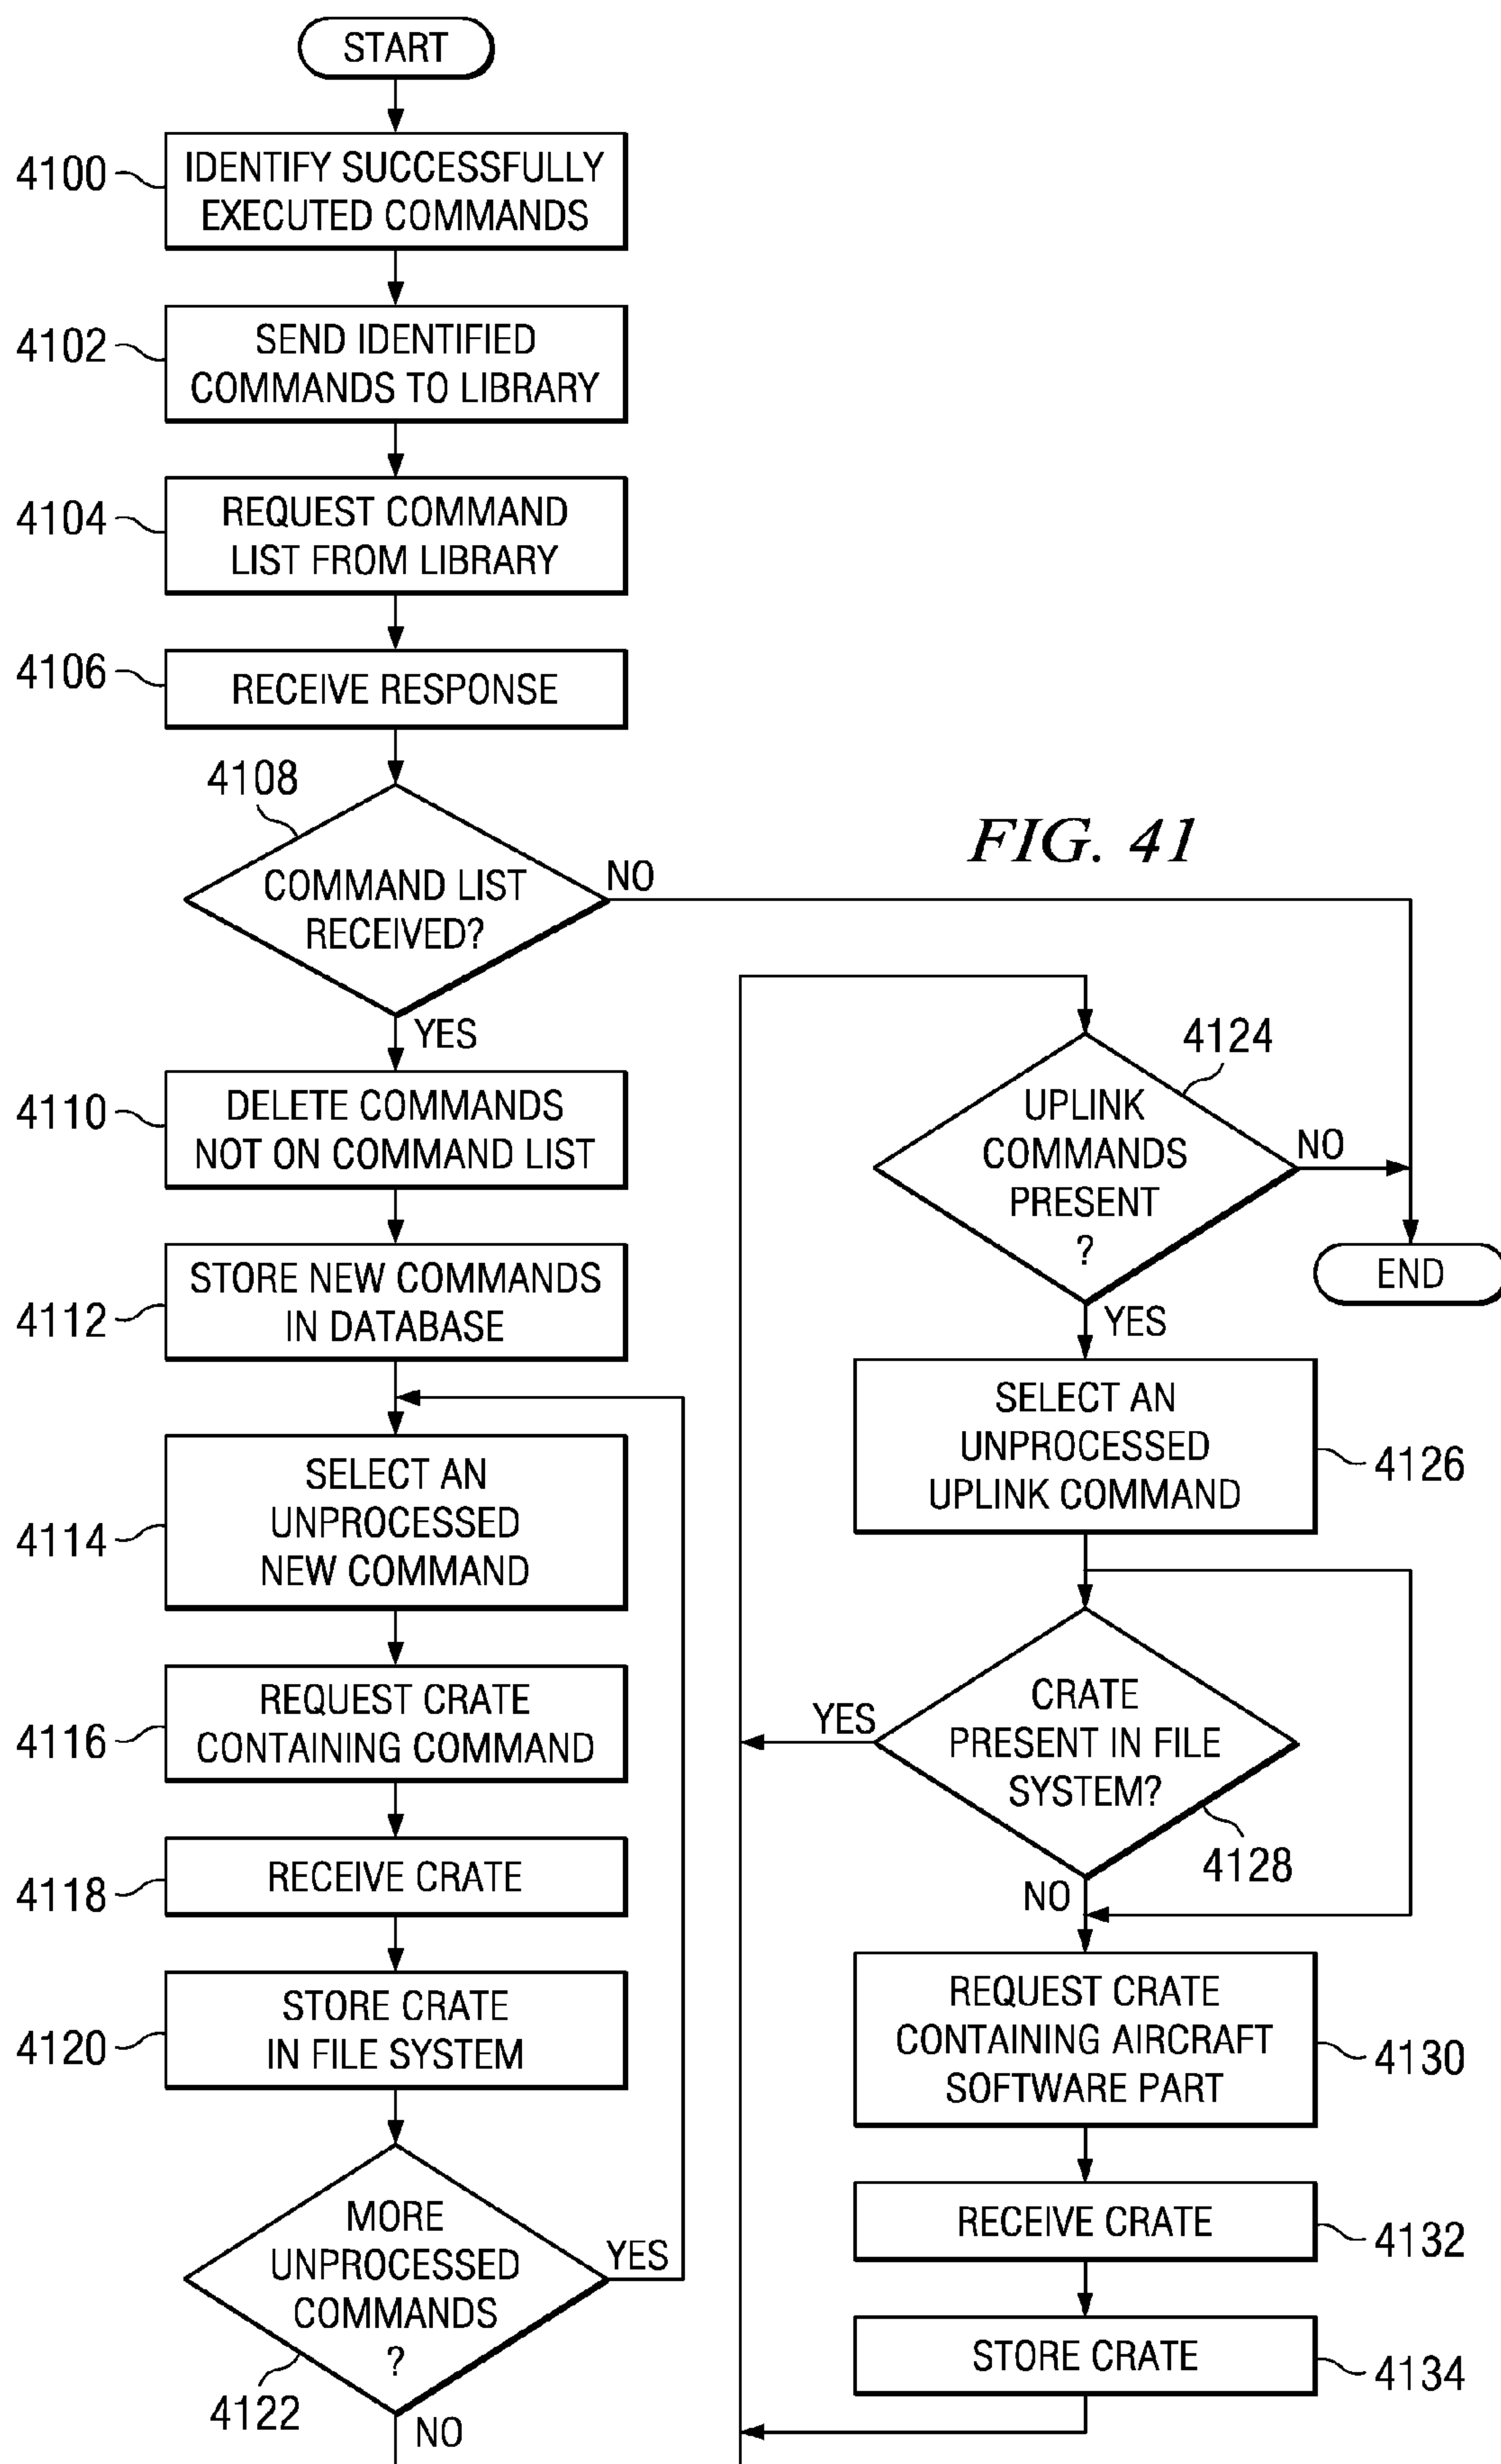 START
4100
IDENTIFY SUCCESSFULLY
EXECUTED COMMANDS
4102
SEND IDENTIFIED
COMMANDS TO LIBRARY
4104
REQUEST COMMAND
LIST FROM LIBRARY
4106
RECEIVE RESPONSE
4108
COMMAND LIST
RECEIVED?
NO
YES
4110
DELETE COMMANDS
NOT ON COMMAND LIST
4112
STORE NEW COMMANDS
IN DATABASE
4114
SELECT AN
UNPROCESSED
NEW COMMAND
4116
REQUEST CRATE
CONTAINING COMMAND
4118
RECEIVE CRATE
4120
STORE CRATE
IN FILE SYSTEM
MORE
UNPROCESSED
COMMANDS
?
YES
4122
NO
FIG. 41
4124
UPLINK
COMMANDS
PRESENT
?
NO
END
YES
SELECT AN
UNPROCESSED
UPLINK COMMAND
4126
CRATE
PRESENT IN FILE
SYSTEM?
YES
4128
NO
REQUEST CRATE
CONTAINING AIRCRAFT
SOFTWARE PART
4130
RECEIVE CRATE
4132
STORE CRATE
4134